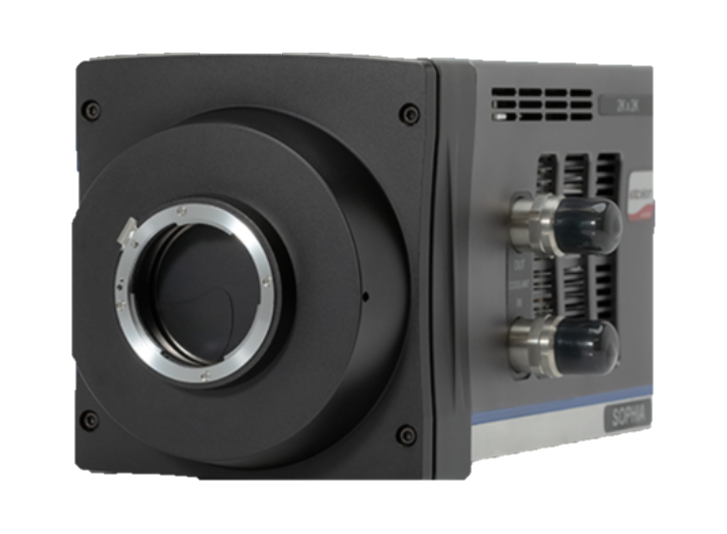 2K x 2K
OUT
COOLANT
IN
SOPHIA